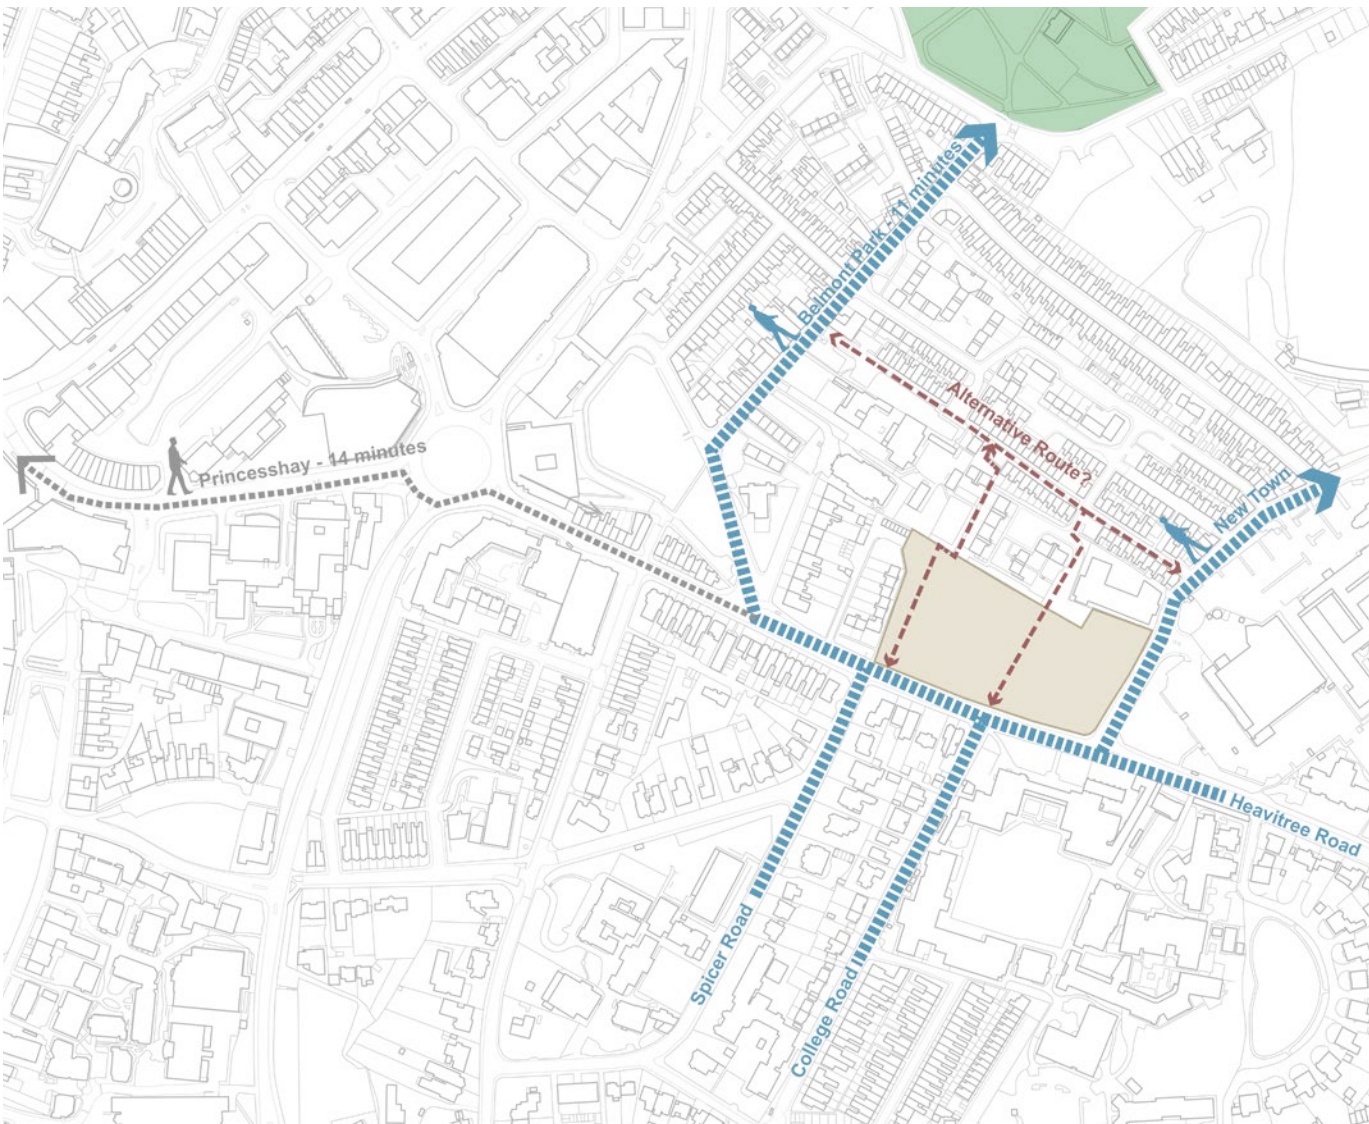 Belmont Park - 11 minutes
Alternative Route?
Princesshay - 14 minutes
New Town
Heavitree Road
Spicer Road
College Road